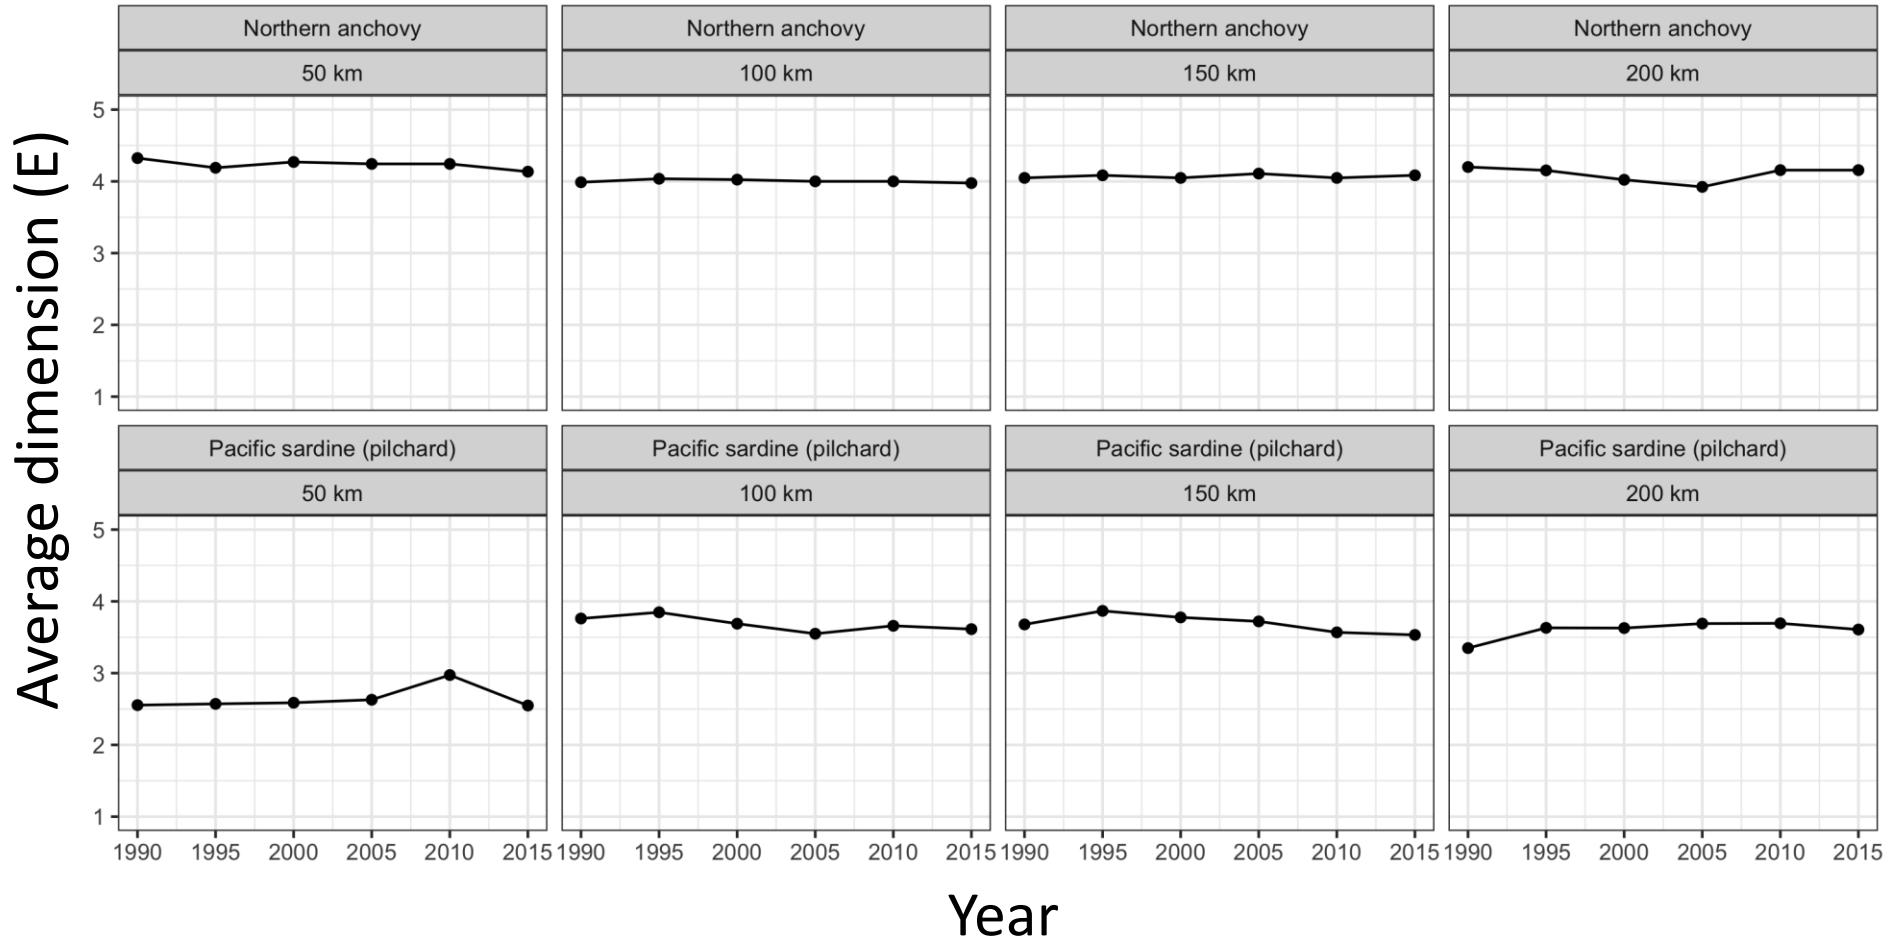 Northern anchovy
Northern anchovy
Northern anchovy
Northern anchovy
50 km
100 km
150 km
200 km
5
4
3
2
1
Average dimension (E)
Pacific sardine (pilchard)
Pacific sardine (pilchard)
Pacific sardine (pilchard)
Pacific sardine (pilchard)
50 km
100 km
150 km
200 km
5
4
3
2
1
1990 1995 2000 2005 2010 2015
1990 1995 2000 2005 2010 2015
1990 1995 2000 2005 2010 2015
1990 1995 2000 2005 2010 2015
Year